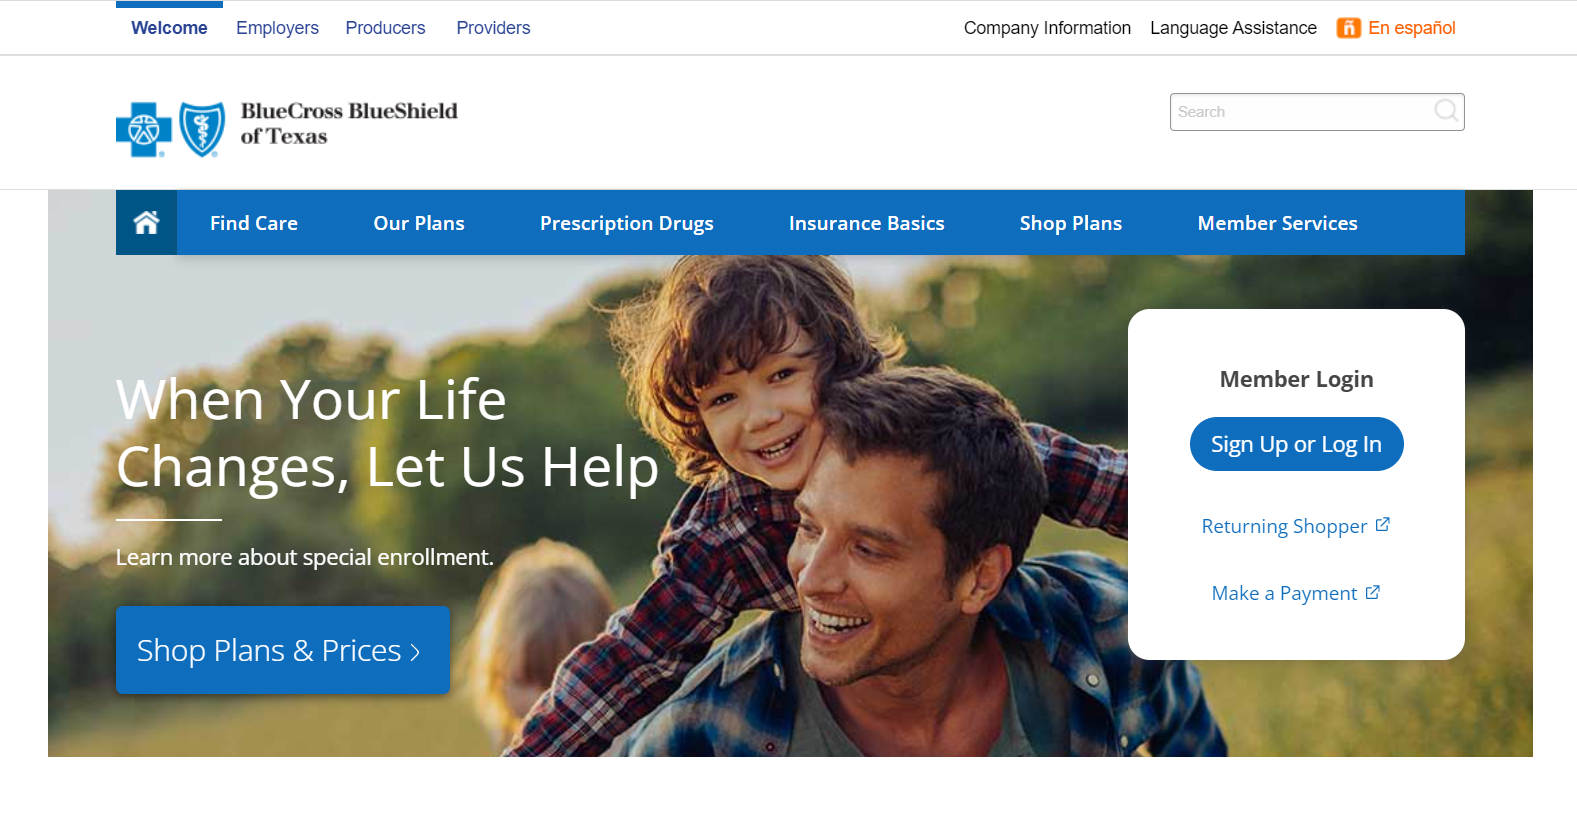 Welcome Employers Producers Providers Company Information Language Assistance ñ En español
BlueCross BlueShield
of Texas
Search
Find Care Our Plans Prescription Drugs Insurance Basics Shop Plans Member Services
When Your Life
Changes, Let Us Help
Learn more about special enrollment.
Shop Plans & Prices
Member Login
Sign Up or Log In
Returning Shopper
Make a Payment